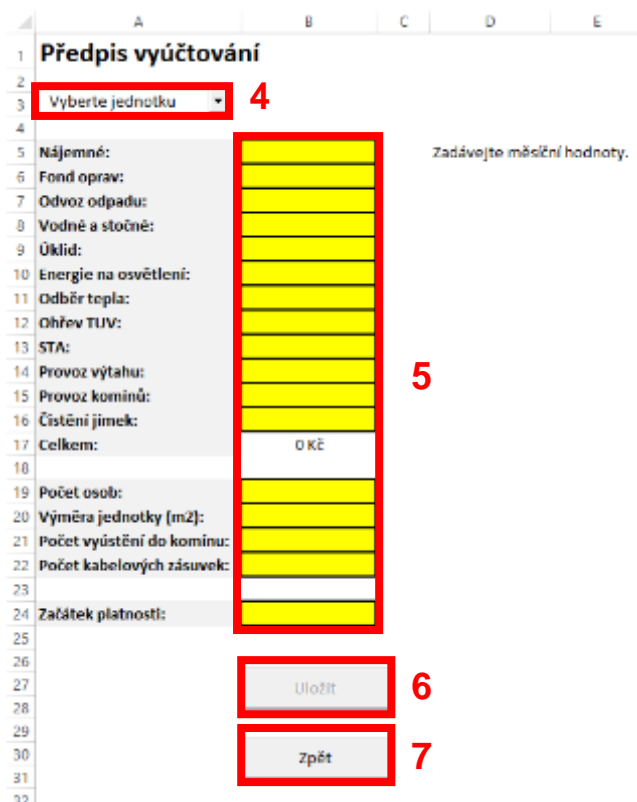 A B C D E
1 Předpis vyúčtování
2
3 Vyberte jednotku 4
4
5 Nájemné: Zadávejte měsíční hodnoty.
6 Fond oprav:
7 Odvoz odpadu:
8 Vodné a stočné:
9 Úklid:
10 Energie na osvětlení:
11 Odběr tepla:
12 Ohřev TUV:
13 STA:
14 Provoz výtahu: 5
15 Provoz komínů:
16 Čistění jímek:
17 Celkem: 0 Kč
18
19 Počet osob:
20 Výměra jednotky (m2):
21 Počet vyústění do komínu:
22 Počet kabelových zásuvek:
23
24 Začátek platnosti:
25
26
27 Uložit 6
28
29
30 Zpět 7
31
32